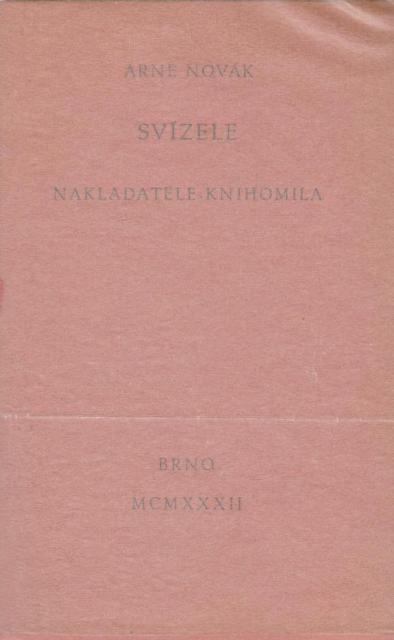 ARNE NOVÁK
SVÍZELE
NAKLADATELE-KNIHOMILA
BRNO
MCMXXXII